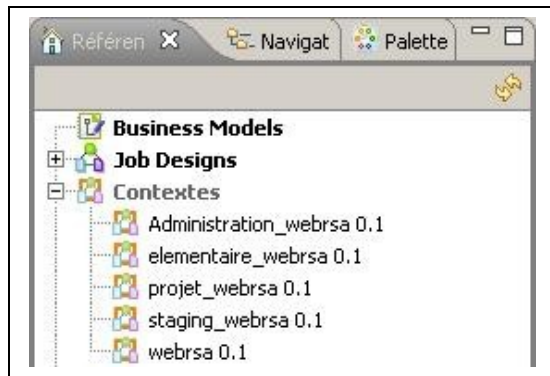 Référen Navigat Palette
Business Models
Job Designs
Contextes
Administration_webrsa 0.1
elementaire_webrsa 0.1
projet_webrsa 0.1
staging_webrsa 0.1
webrsa 0.1